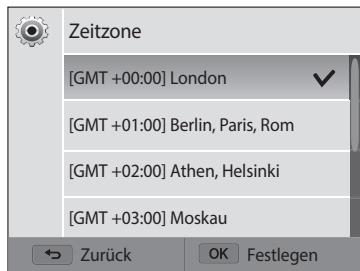 Zeitzone
[GMT +00:00] London
[GMT +01:00] Berlin, Paris, Rom
[GMT +02:00] Athen, Helsinki
[GMT +03:00] Moskau
Zurück OK Festlegen